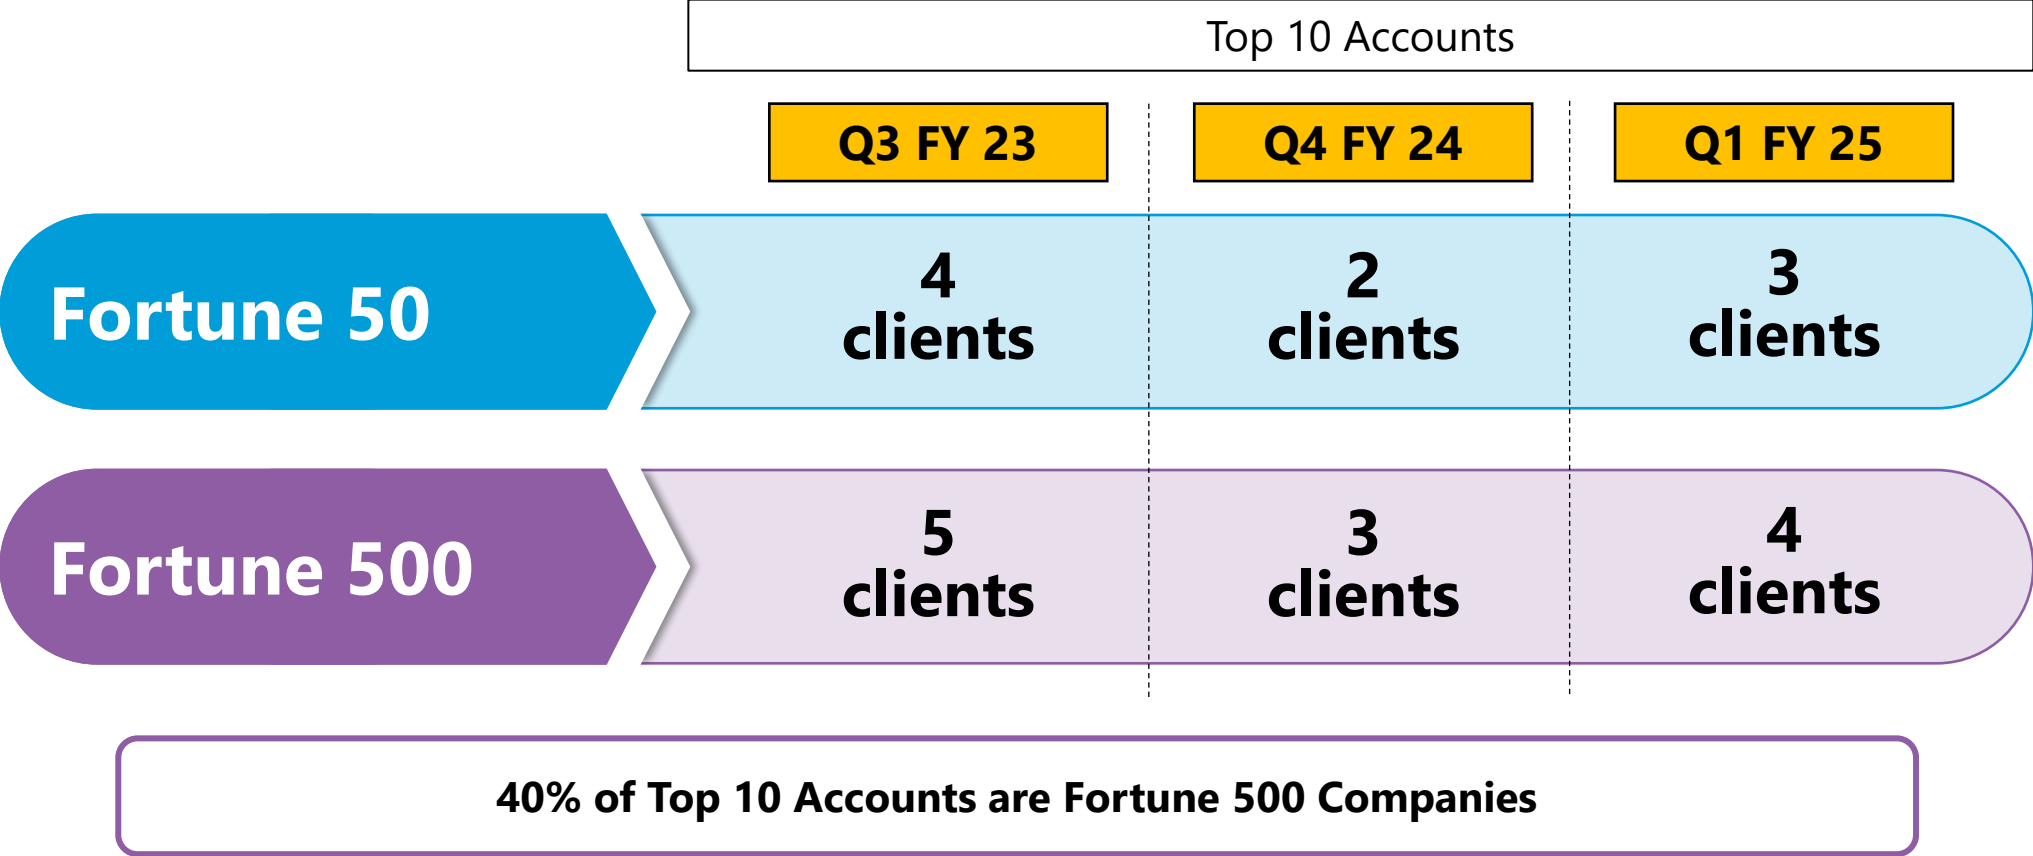 Top 10 Accounts
Q3 FY 23
Q4 FY 24
Q1 FY 25
Fortune 50
4
clients
2
clients
3
clients
Fortune 500
5
clients
3
clients
4
clients
40% of Top 10 Accounts are Fortune 500 Companies